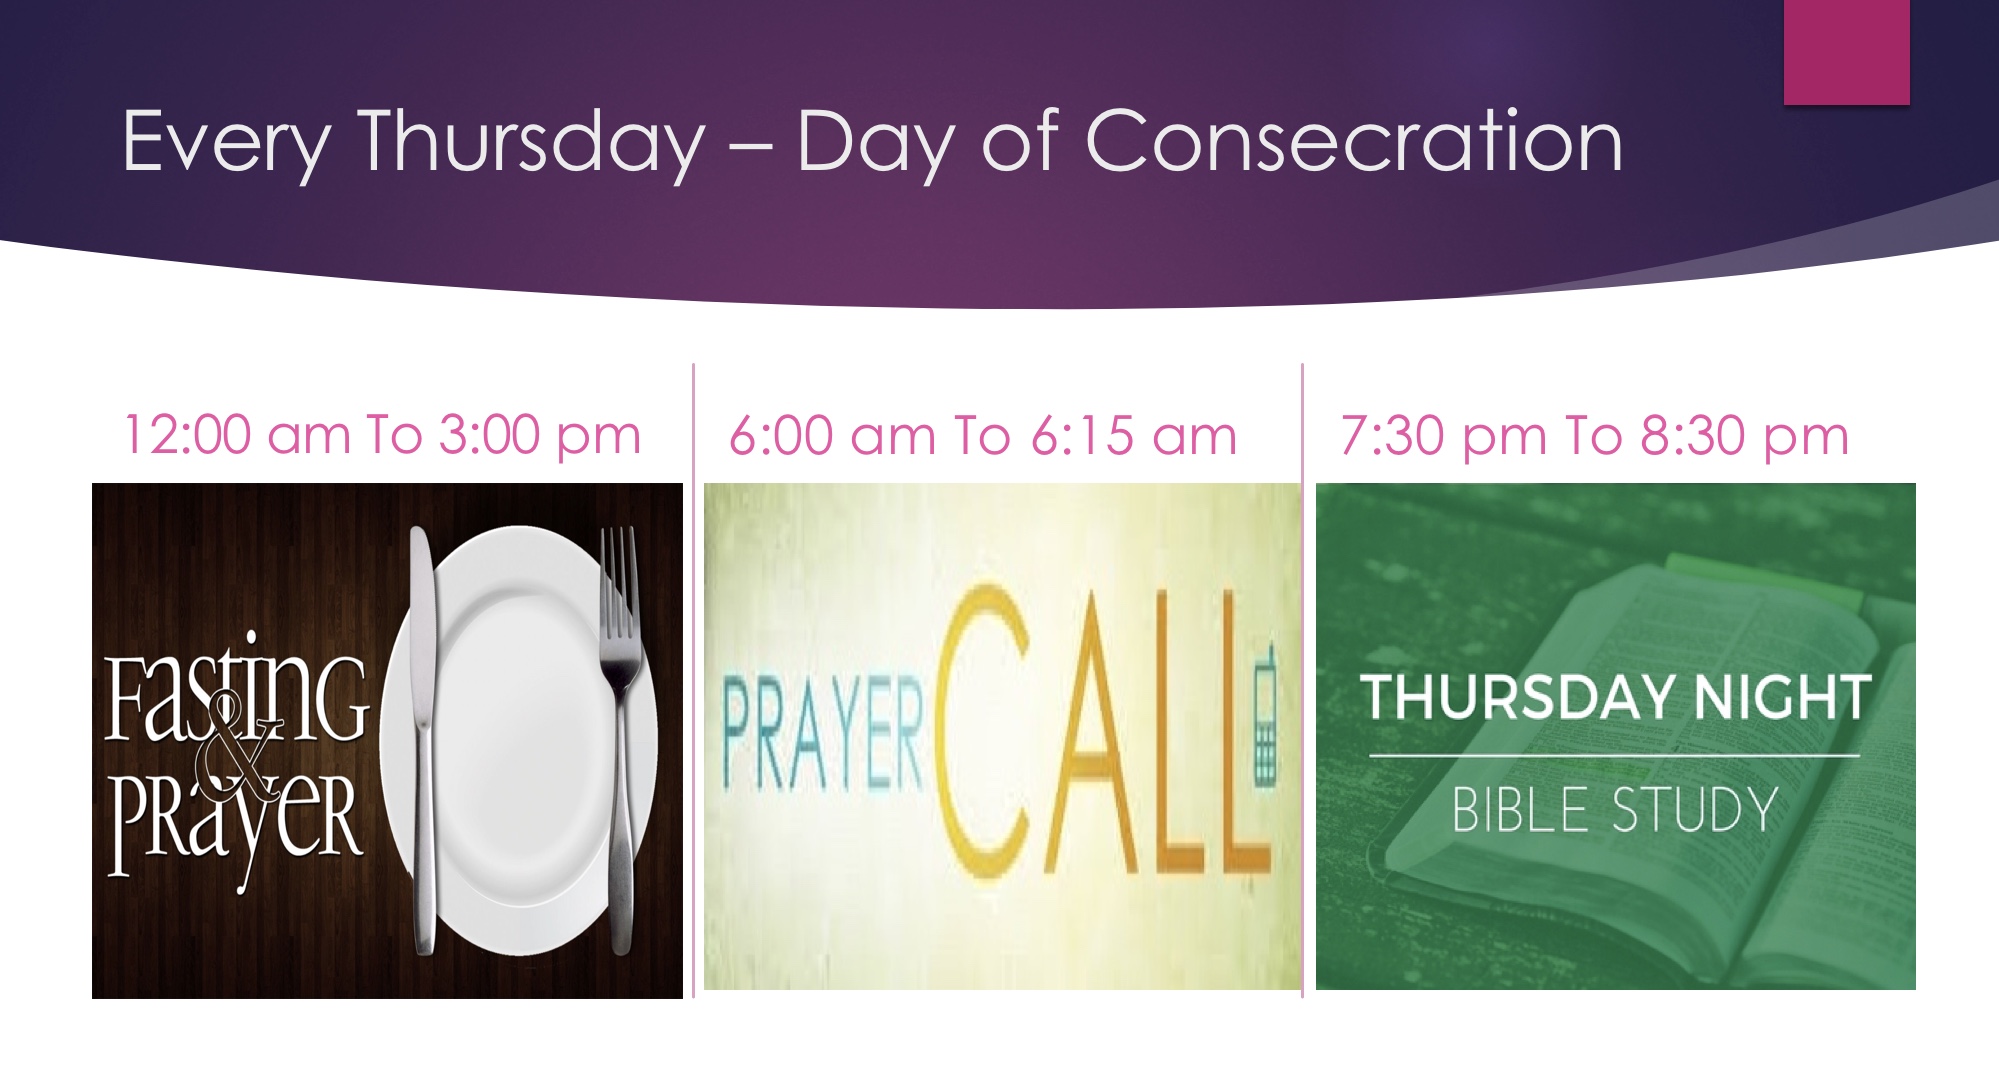 Every Thursday – Day of Consecration
12:00 am To 3:00 pm
Fasting
&
Prayer
6:00 am To 6:15 am
PRAYER CALL
7:30 pm To 8:30 pm
THURSDAY NIGHT
BIBLE STUDY